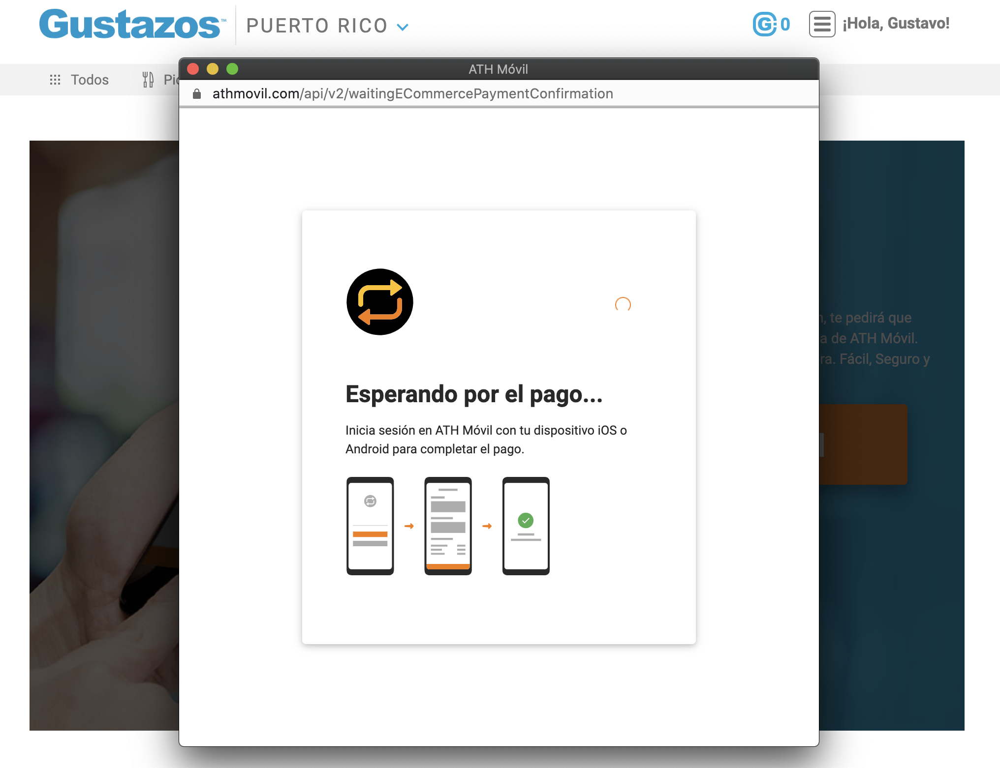 Gustazos™
PUERTO RICO
G 0
¡Hola, Gustavo!
Todos
ATH Móvil
athmovil.com/api/v2/waitingECommercePaymentConfirmation
Esperando por el pago...
Inicia sesión en ATH Móvil con tu dispositivo iOS o
Android para completar el pago.
te pedirá que
de ATH Móvil.
Fácil, Seguro y